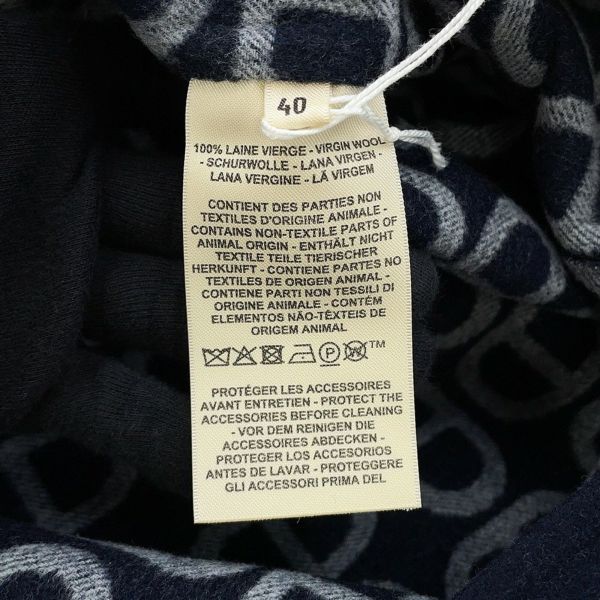 40
100% LAINE VIERGE - VIRGIN WOOL
- SCHURWOLLE - LANA VIRGEN -
LANA VERGINE - LÃ VIRGEM
CONTIENT DES PARTIES NON
TEXTILES D'ORIGINE ANIMALE -
CONTAINS NON-TEXTILE PARTS OF
ANIMAL ORIGIN - ENTHÄLT NICHT
TEXTILE TEILE TIERISCHER
HERKUNFT - CONTIENE PARTES NO
TEXTILES DE ORIGEN ANIMAL -
CONTIENE PARTI NON TESSILI DI
ORIGINE ANIMALE - CONTÉM
ELEMENTOS NÃO-TÊXTEIS DE
ORIGEM ANIMAL
P W TM
PROTÉGER LES ACCESSOIRES
AVANT ENTRETIEN - PROTECT THE
ACCESSORIES BEFORE CLEANING
- VOR DEM REINIGEN DIE
ACCESSOIRES ABDECKEN -
PROTEGER LOS ACCESORIOS
ANTES DE LAVAR - PROTEGGERE
GLI ACCESSORI PRIMA DEL